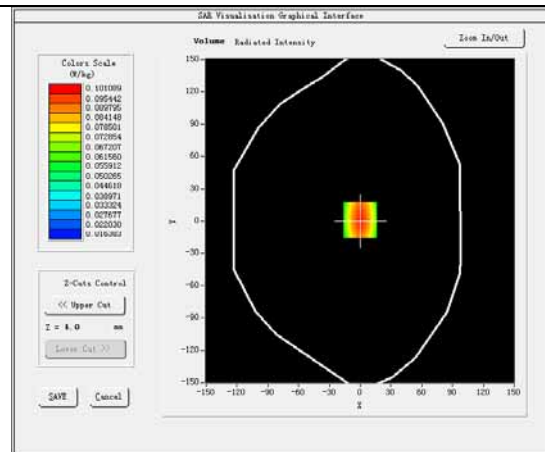 SAR Visualisation Graphical Interface
Volume Radiated Intensity
Zoom In/Out
Colors Scale
(W/kg)
0.101089
0.095442
0.089795
0.084148
0.078501
0.072854
0.067207
0.061560
0.055912
0.050265
0.044618
0.038971
0.033324
0.027677
0.022030
0.016383
150
120
90
60
30
0
-30
-60
-90
-120
-150
Y
-150 -120 -90 -60 -30 0 30 60 90 120 150
X
Z-Cuts Control
<< Upper Cut
Z = 4.0 mm
Lower Cut >>
SAVE Cancel